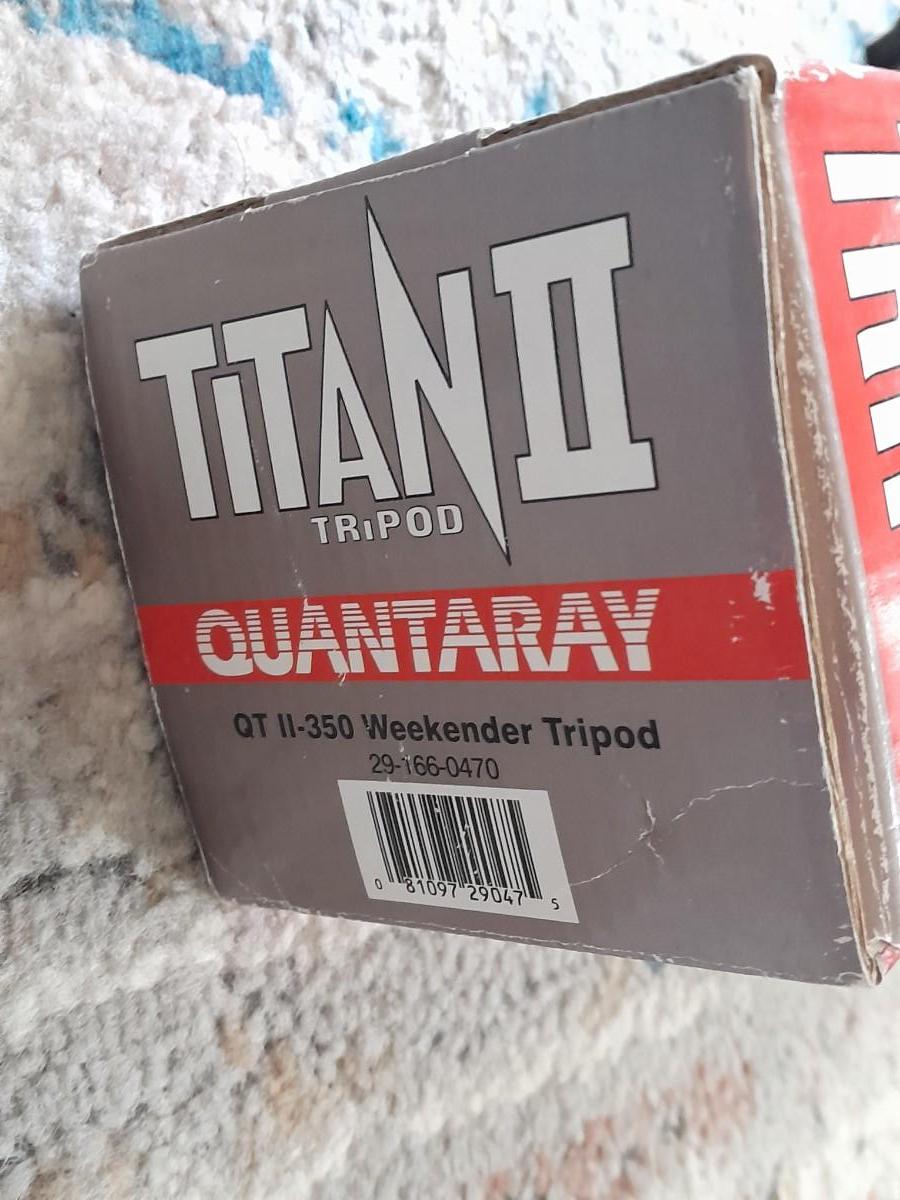 TiTAN II
TRiPOD
QUANTARAY
QT II-350 Weekender Tripod
29-166-0470
0 81097 29047 5